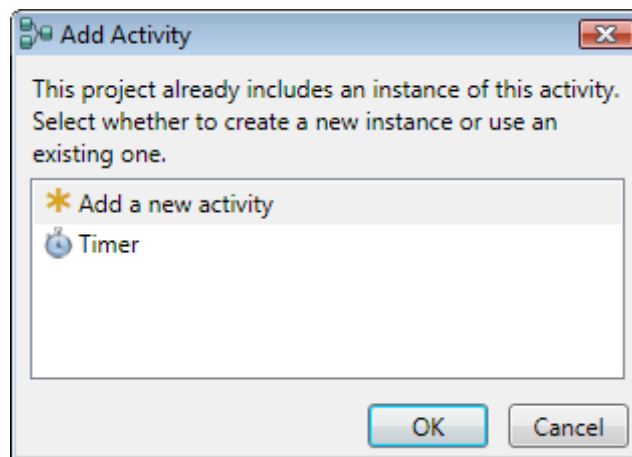 Add Activity
This project already includes an instance of this activity.
Select whether to create a new instance or use an
existing one.
Add a new activity
Timer
OK
Cancel